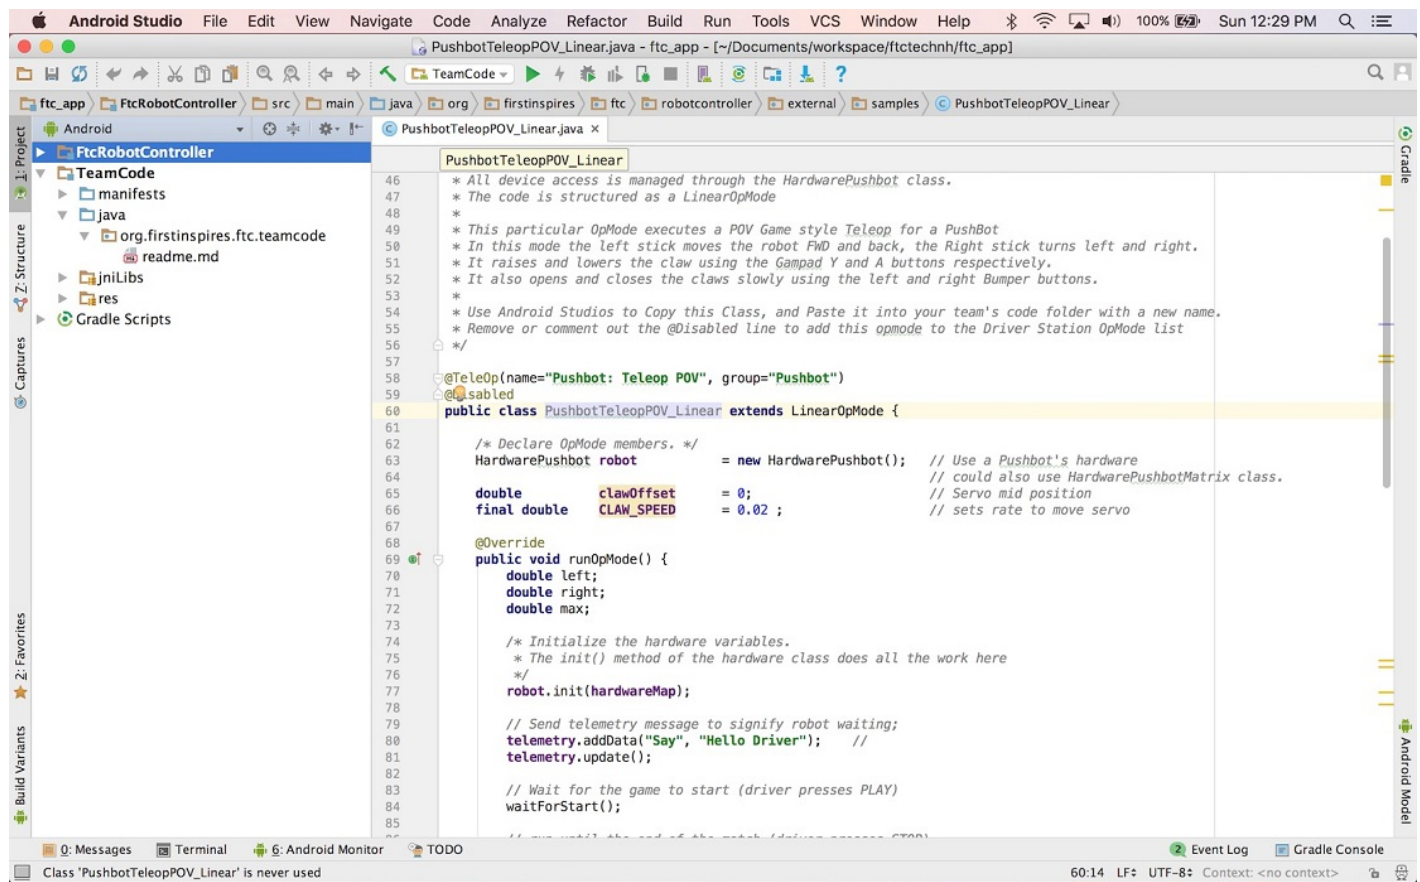 Android Studio File Edit View Navigate Code Analyze Refactor Build Run Tools VCS Window Help 100% Sun 12:29 PM
PushbotTeleopPOV_Linear.java - ftc_app - [~/Documents/workspace/ftctechnh/ftc_app]
TeamCode
ftc_app FtcRobotController src main java org firstinspires ftc robotcontroller external samples PushbotTeleopPOV_Linear
Android
PushbotTeleopPOV_Linear.java
1: Project
Z: Structure
Captures
2: Favorites
Build Variants
FtcRobotController
TeamCode
manifests
java
org.firstinspires.ftc.teamcode
readme.md
jniLibs
res
Gradle Scripts
PushbotTeleopPOV_Linear
46 * All device access is managed through the HardwarePushbot class.
47 * The code is structured as a LinearOpMode
48 *
49 * This particular OpMode executes a POV Game style Teleop for a PushBot
50 * In this mode the left stick moves the robot FWD and back, the Right stick turns left and right.
51 * It raises and lowers the claw using the Gampad Y and A buttons respectively.
52 * It also opens and closes the claws slowly using the left and right Bumper buttons.
53 *
54 * Use Android Studios to Copy this Class, and Paste it into your team's code folder with a new name.
55 * Remove or comment out the @Disabled line to add this opmode to the Driver Station OpMode list
56 */
57
58 @TeleOp(name="Pushbot: Teleop POV", group="Pushbot")
59 @Disabled
60 public class PushbotTeleopPOV_Linear extends LinearOpMode {
61
62 /* Declare OpMode members. */
63 HardwarePushbot robot = new HardwarePushbot(); // Use a Pushbot's hardware
64 // could also use HardwarePushbotMatrix class.
65 double clawOffset = 0; // Servo mid position
66 final double CLAW_SPEED = 0.02 ; // sets rate to move servo
67
68 @Override
69 public void runOpMode() {
70 double left;
71 double right;
72 double max;
73
74 /* Initialize the hardware variables.
75 * The init() method of the hardware class does all the work here
76 */
77 robot.init(hardwareMap);
78
79 // Send telemetry message to signify robot waiting;
80 telemetry.addData("Say", "Hello Driver"); //
81 telemetry.update();
82
83 // Wait for the game to start (driver presses PLAY)
84 waitForStart();
85
Gradle
Android Model
0: Messages Terminal 6: Android Monitor TODO 2 Event Log Gradle Console
Class 'PushbotTeleopPOV_Linear' is never used 60:14 LF UTF-8 Context: <no context>